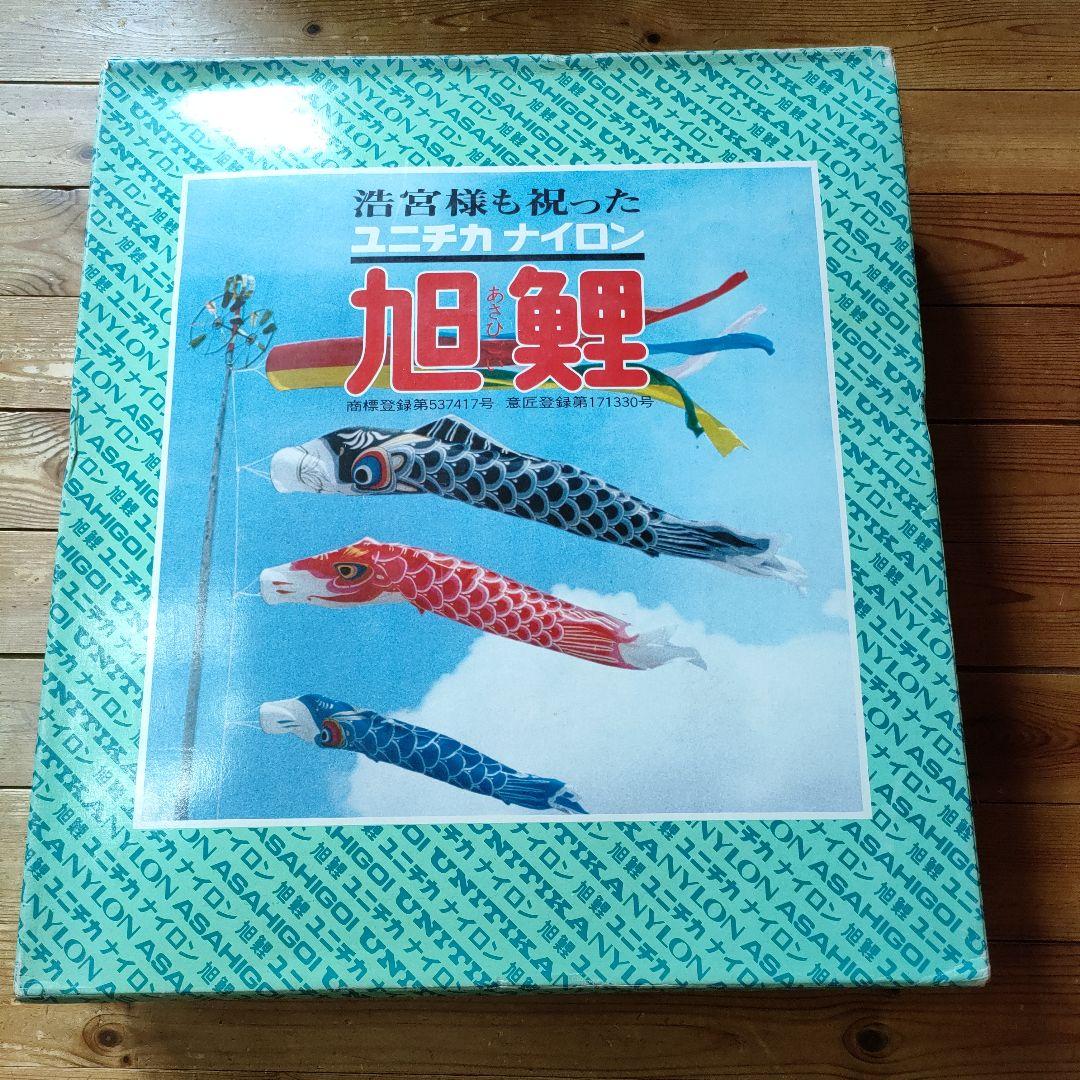 浩宮様も祝った
ユニチカ ナイロン
旭鯉
あさひ
商標登録第537417号 意匠登録第171330号
UNITIKA NYLON ASAHIGOI
旭鯉 ユニチカ ナイロン